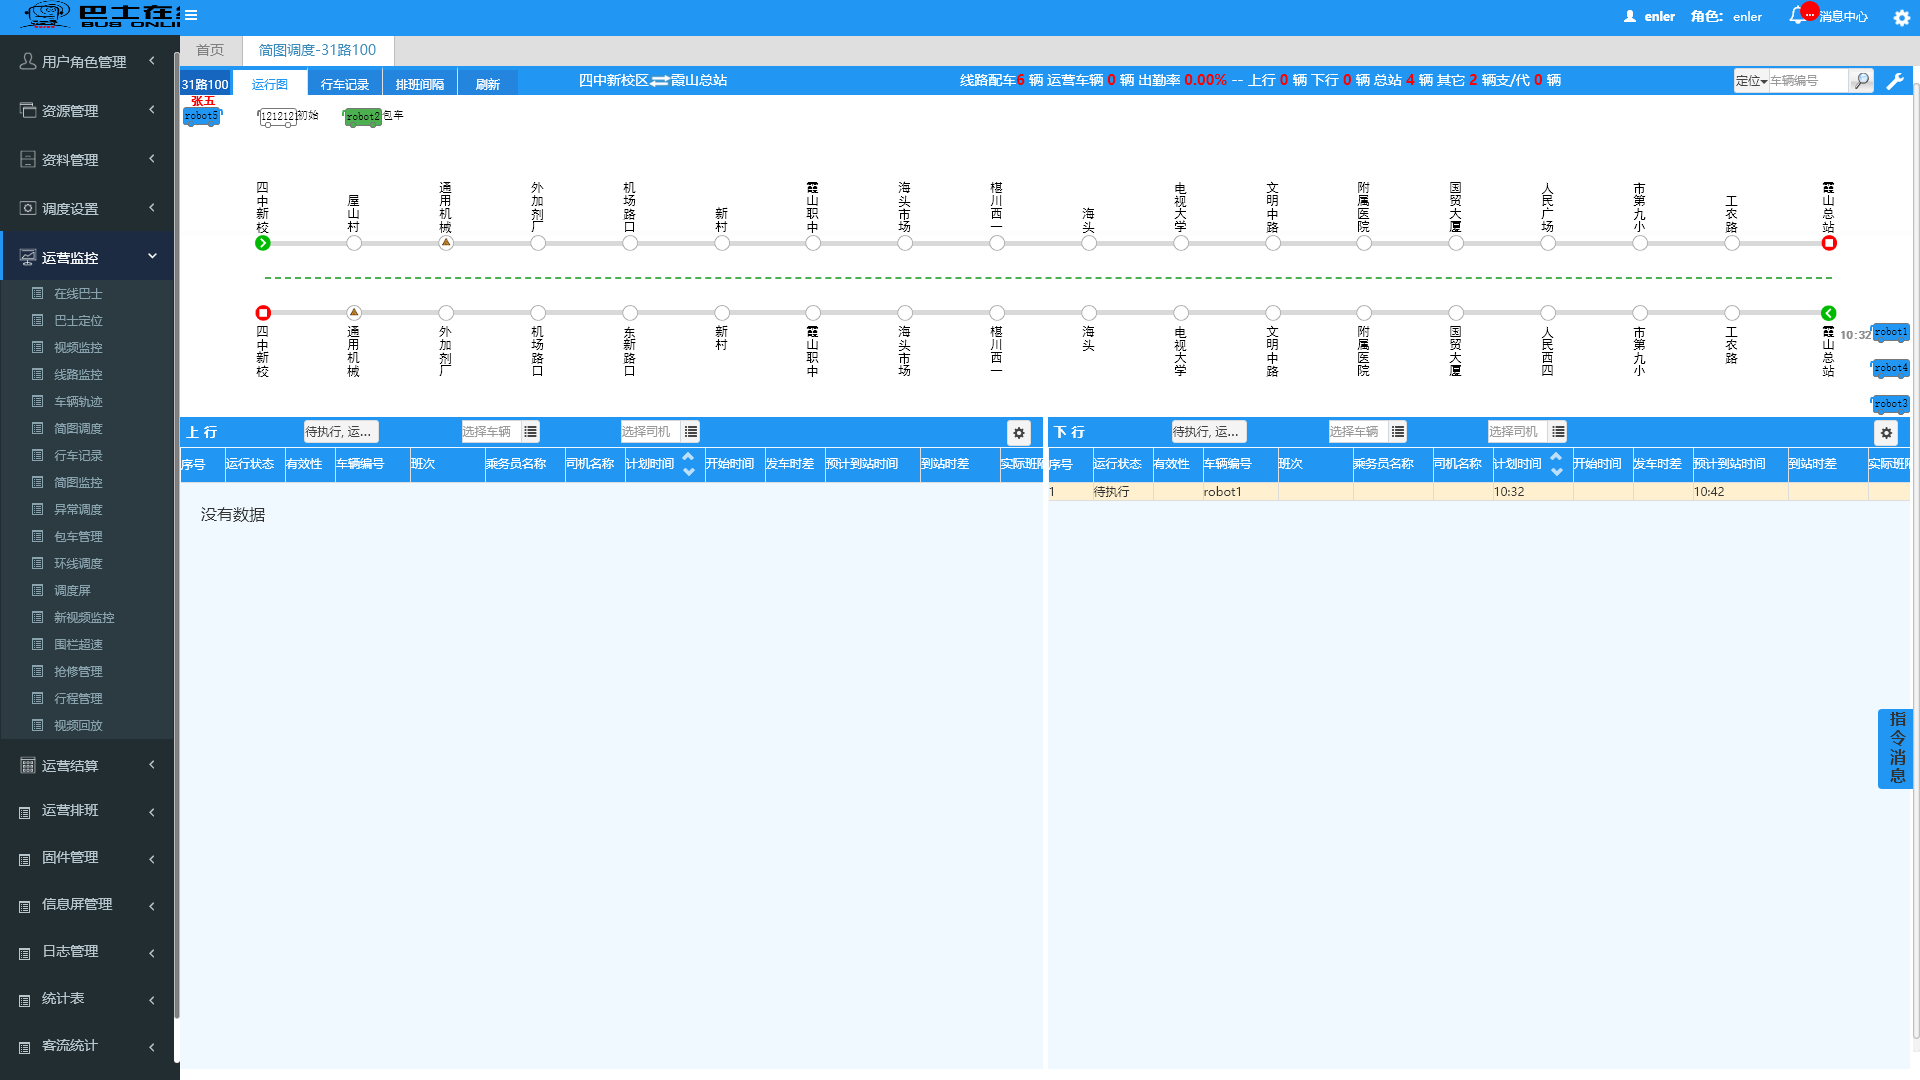 巴士在线
BUS ONLI
enler 角色: enler 消息中心
用户角色管理
资源管理
资料管理
调度设置
运营监控
在线巴士
巴士定位
视频监控
线路监控
车辆轨迹
简图调度
行车记录
简图监控
异常调度
包车管理
环线调度
调度屏
新视频监控
围栏超速
抢修管理
行程管理
视频回放
运营结算
运营排班
固件管理
信息屏管理
日志管理
统计表
客流统计
首页 简图调度-31路100
31路100 运行图 行车记录 排班间隔 刷新 四中新校区⇌霞山总站 线路配车6 辆 运营车辆 0 辆 出勤率 0.00% -- 上行 0 辆 下行 0 辆 总站 4 辆 其它 2 辆支/代 0 辆 定位 车辆编号
张五
robot5 1212121 初始 robot2 包车
四中新校 屋山村 通用机械 外加剂厂 机场路口 新村 霞山职中 海头市场 椹川西一 海头 电视大学 文明中路 附属医院 国贸大厦 人民广场 市第九小 工农路 霞山总站
四中新校 通用机械 外加剂厂 机场路口 东新路口 新村 霞山职中 海头市场 椹川西一 海头 电视大学 文明中路 附属医院 国贸大厦 人民西四 市第九小 工农路 霞山总站
10:32 robot1
robot4
robot3
上行 待执行, 运... 选择车辆 选择司机
序号 运行状态 有效性 车辆编号 班次 乘务员名称 司机名称 计划时间 开始时间 发车时差 预计到站时间 到站时差 实际班
没有数据
下行 待执行, 运... 选择车辆 选择司机
序号 运行状态 有效性 车辆编号 班次 乘务员名称 司机名称 计划时间 开始时间 发车时差 预计到站时间 到站时差 实际班
1 待执行 robot1 10:32 10:42
指令消息